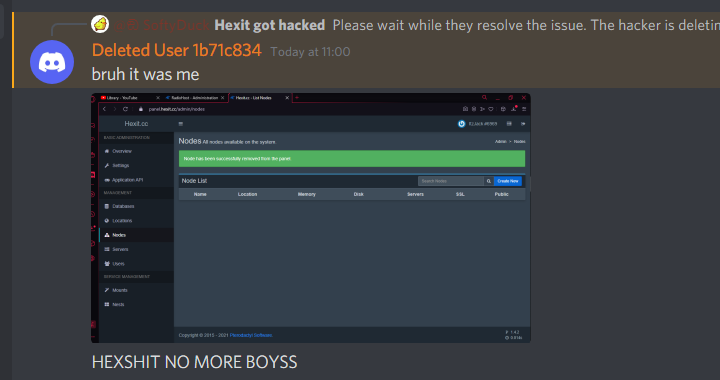 Hexit got hacked Please wait while they resolve the issue. The hacker is deletin
Deleted User 1b71c834 Today at 11:00
bruh it was me
Library - YouTube
RadioHost - Administration
Hexit.cc - List Nodes
panel.hexit.cc/admin/nodes
Hexit.cc
BASIC ADMINISTRATION
Overview
Settings
Application API
MANAGEMENT
Databases
Locations
Nodes
Servers
Users
SERVICE MANAGEMENT
Mounts
Nests
Nodes All nodes available on the system.
Admin > Nodes
Node has been successfully removed from the panel.
Node List
Search Nodes
Create New
Name Location Memory Disk Servers SSL Public
Copyright © 2015 - 2021 Pterodactyl Software.
HEXSHIT NO MORE BOYSS